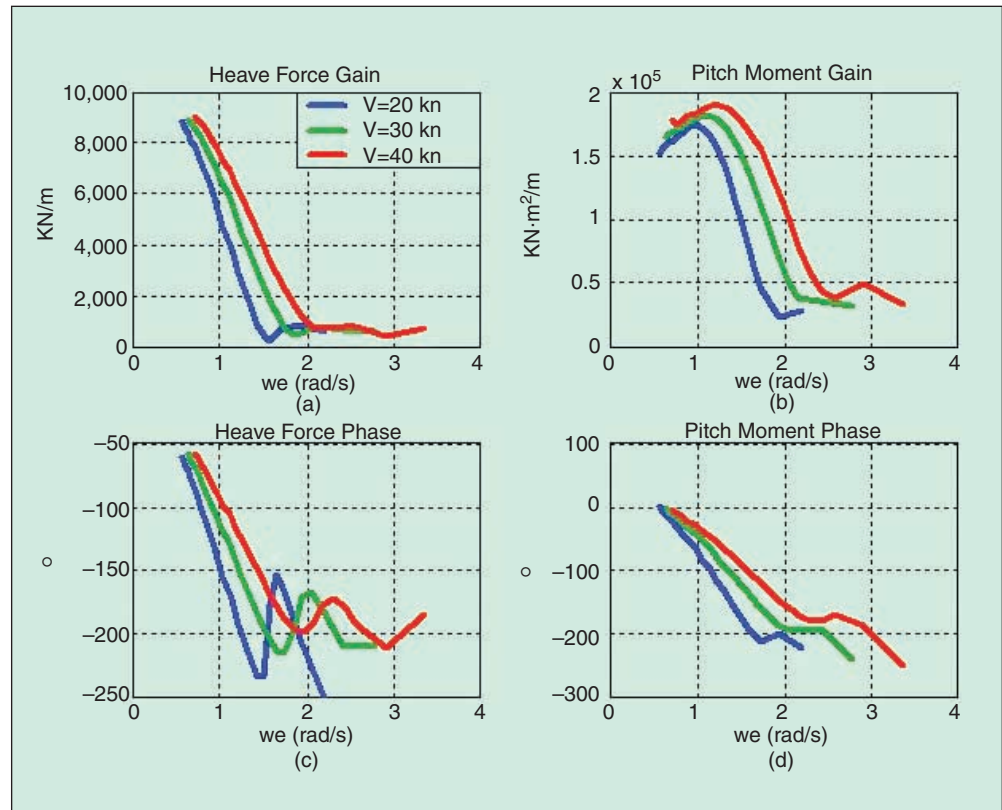 Heave Force Gain
10,000
8,000
6,000
4,000
2,000
0
KN/m
V=20 kn
V=30 kn
V=40 kn
0 1 2 3 4
we (rad/s)
(a)
Pitch Moment Gain
x 10⁵
2
1.5
1
0.5
0
KN·m²/m
0 1 2 3 4
we (rad/s)
(b)
Heave Force Phase
–50
–100
–150
–200
–250
°
0 1 2 3 4
we (rad/s)
(c)
Pitch Moment Phase
100
0
–100
–200
–300
°
0 1 2 3 4
we (rad/s)
(d)